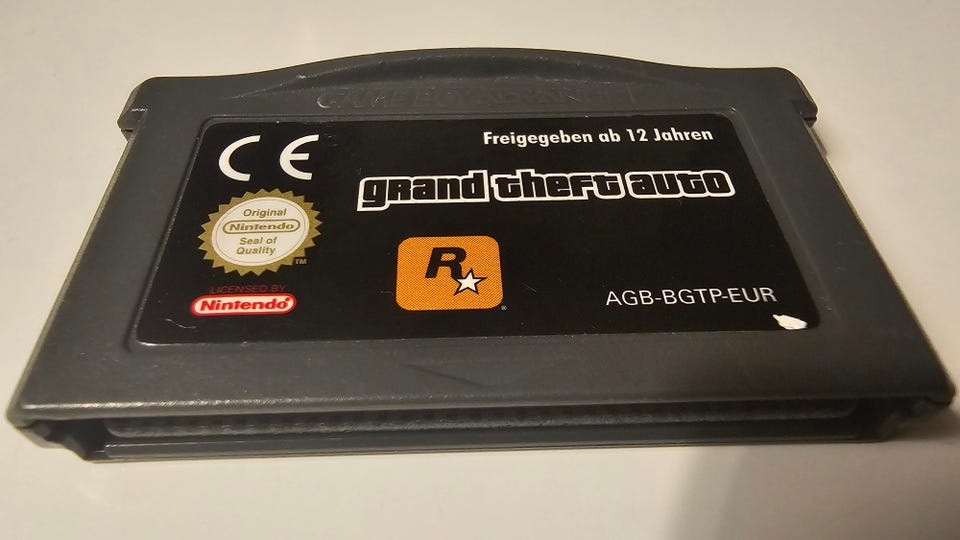 GAME BOY ADVANCE
CE
Freigegeben ab 12 Jahren
grand theft auto
Original
Nintendo
Seal of
Quality
TM
LICENSED BY
Nintendo®
R
®
AGB-BGTP-EUR